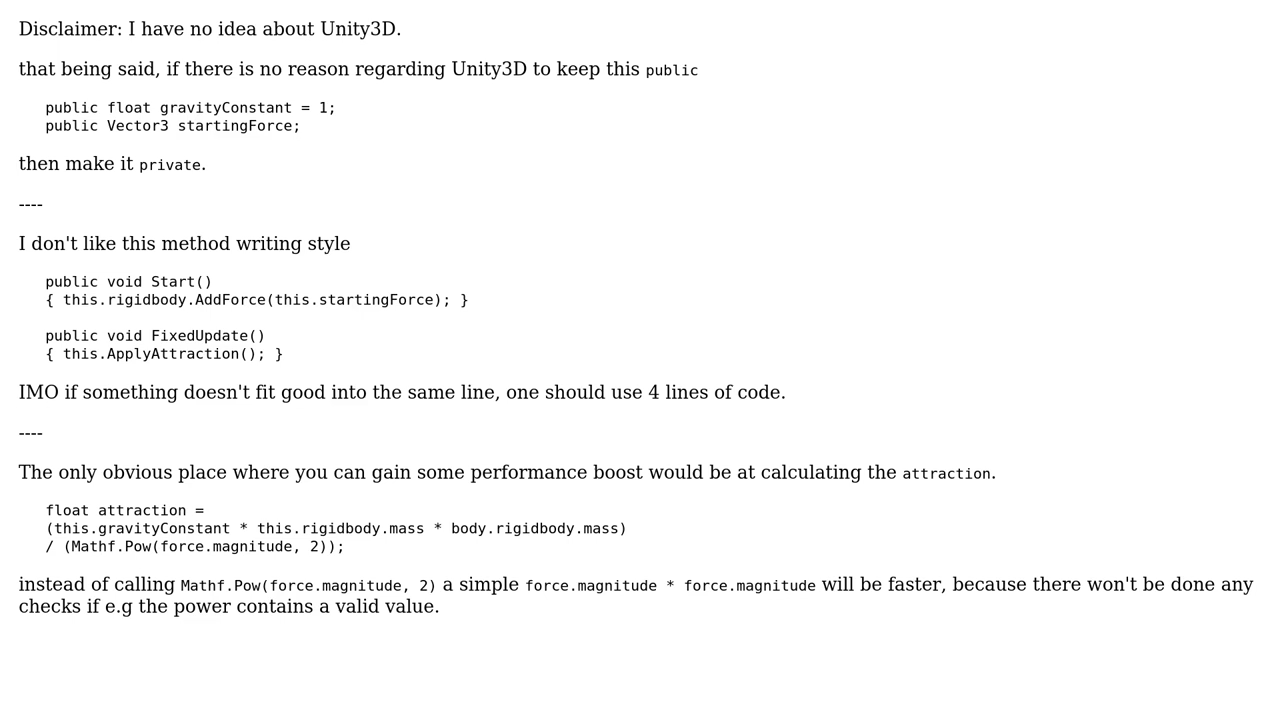 Disclaimer: I have no idea about Unity3D.
that being said, if there is no reason regarding Unity3D to keep this public
public float gravityConstant = 1;
public Vector3 startingForce;
then make it private.
----
I don't like this method writing style
public void Start()
{ this.rigidbody.AddForce(this.startingForce); }
public void FixedUpdate()
{ this.ApplyAttraction(); }
IMO if something doesn't fit good into the same line, one should use 4 lines of code.
----
The only obvious place where you can gain some performance boost would be at calculating the attraction.
float attraction =
(this.gravityConstant * this.rigidbody.mass * body.rigidbody.mass)
/ (Mathf.Pow(force.magnitude, 2));
instead of calling Mathf.Pow(force.magnitude, 2) a simple force.magnitude * force.magnitude will be faster, because there won't be done any
checks if e.g the power contains a valid value.